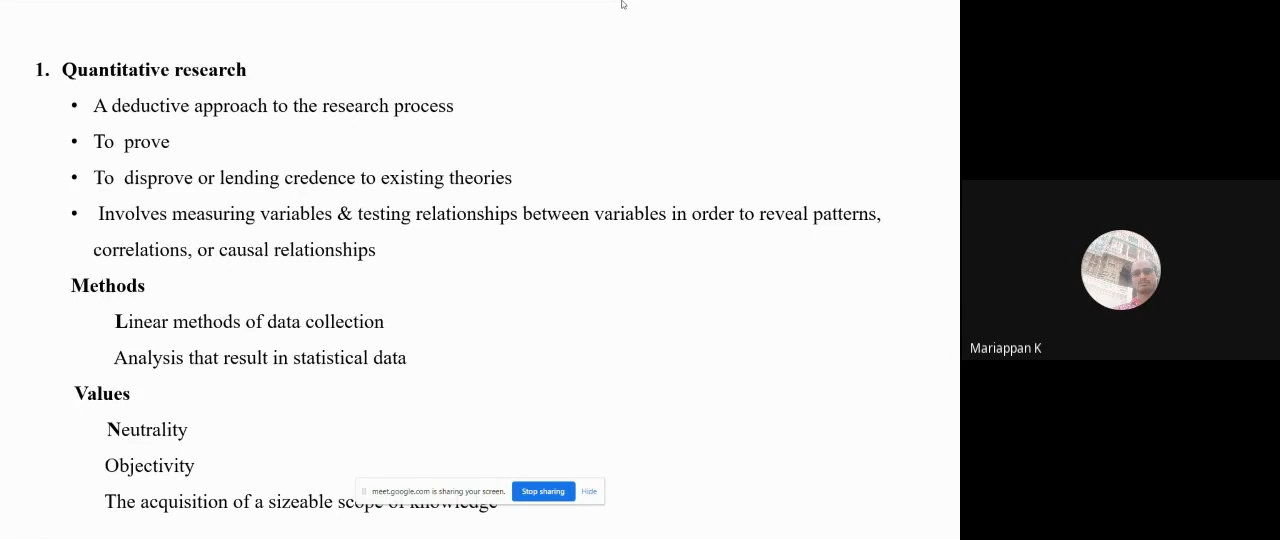 1. Quantitative research
• A deductive approach to the research process
• To prove
• To disprove or lending credence to existing theories
• Involves measuring variables & testing relationships between variables in order to reveal patterns,
correlations, or causal relationships
Methods
Linear methods of data collection
Analysis that result in statistical data
Values
Neutrality
Objectivity
The acquisition of a sizeable scope of knowledge
meet.google.com is sharing your screen. Stop sharing Hide
Mariappan K